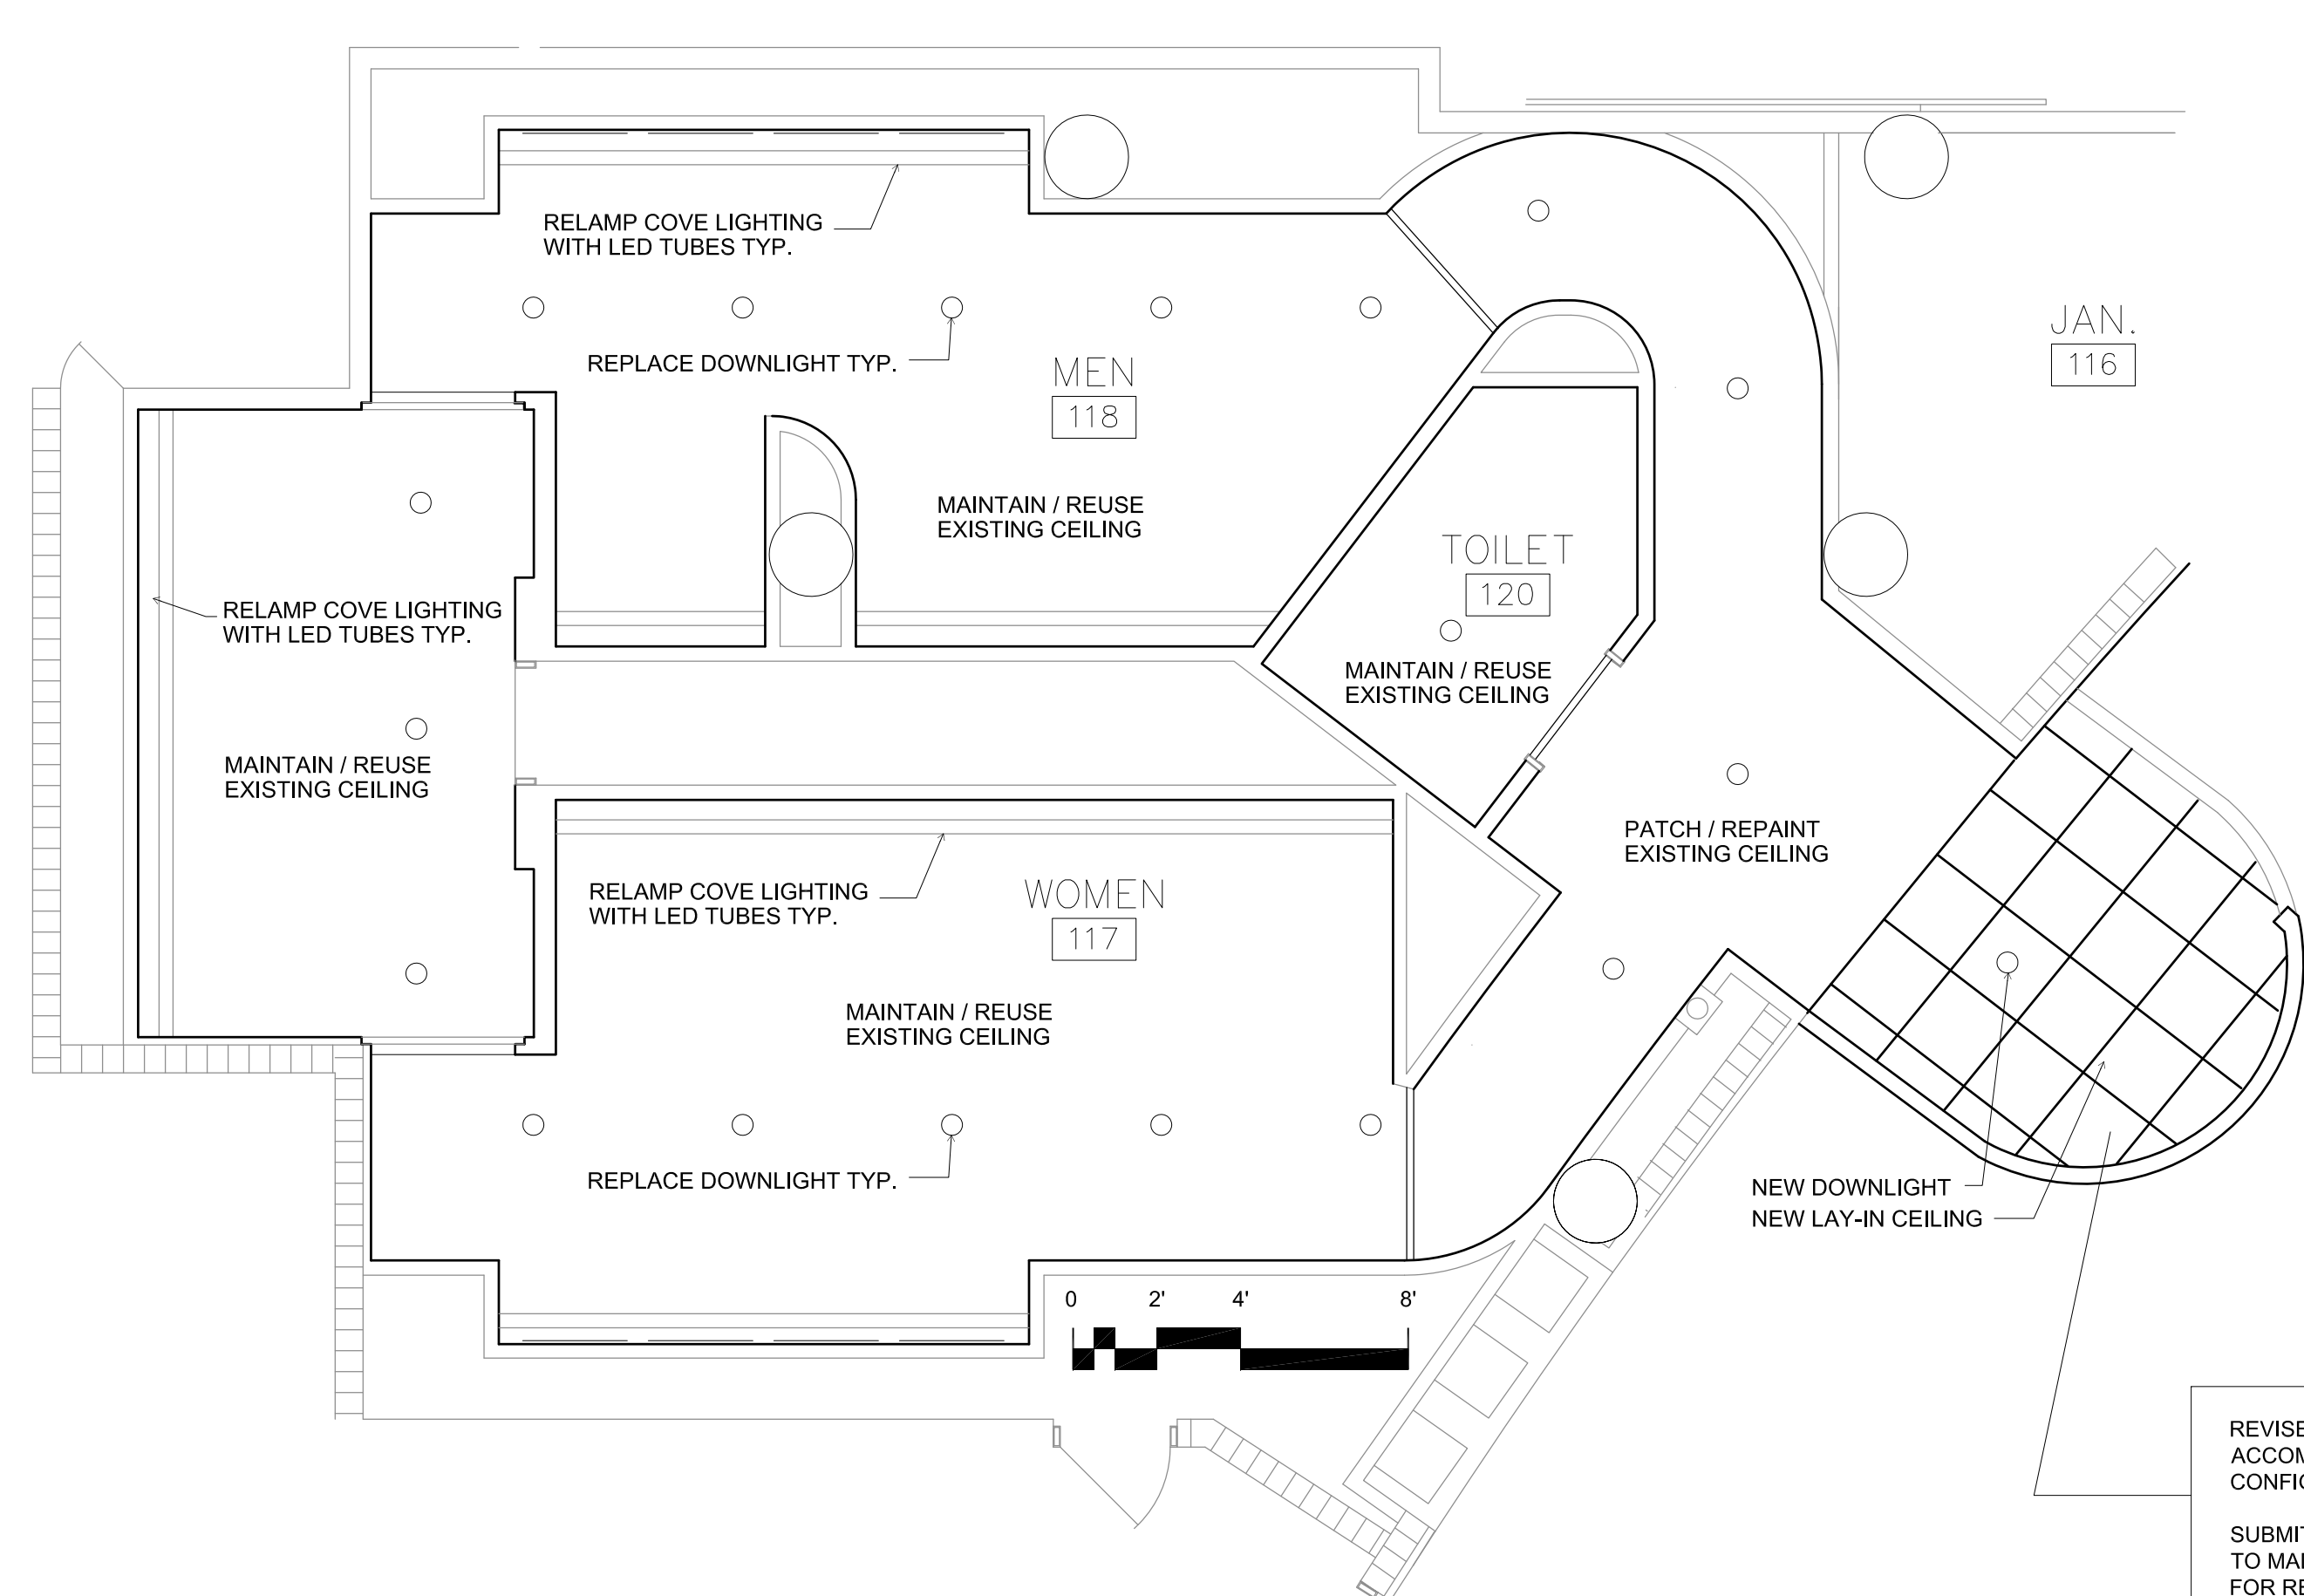 RELAMP COVE LIGHTING
WITH LED TUBES TYP.
REPLACE DOWNLIGHT TYP.
MEN
118
JAN.
116
MAINTAIN / REUSE
EXISTING CEILING
TOILET
120
MAINTAIN / REUSE
EXISTING CEILING
RELAMP COVE LIGHTING
WITH LED TUBES TYP.
MAINTAIN / REUSE
EXISTING CEILING
PATCH / REPAINT
EXISTING CEILING
RELAMP COVE LIGHTING
WITH LED TUBES TYP.
WOMEN
117
MAINTAIN / REUSE
EXISTING CEILING
REPLACE DOWNLIGHT TYP.
NEW DOWNLIGHT
NEW LAY-IN CEILING
0 2' 4' 8'
TO
FOR